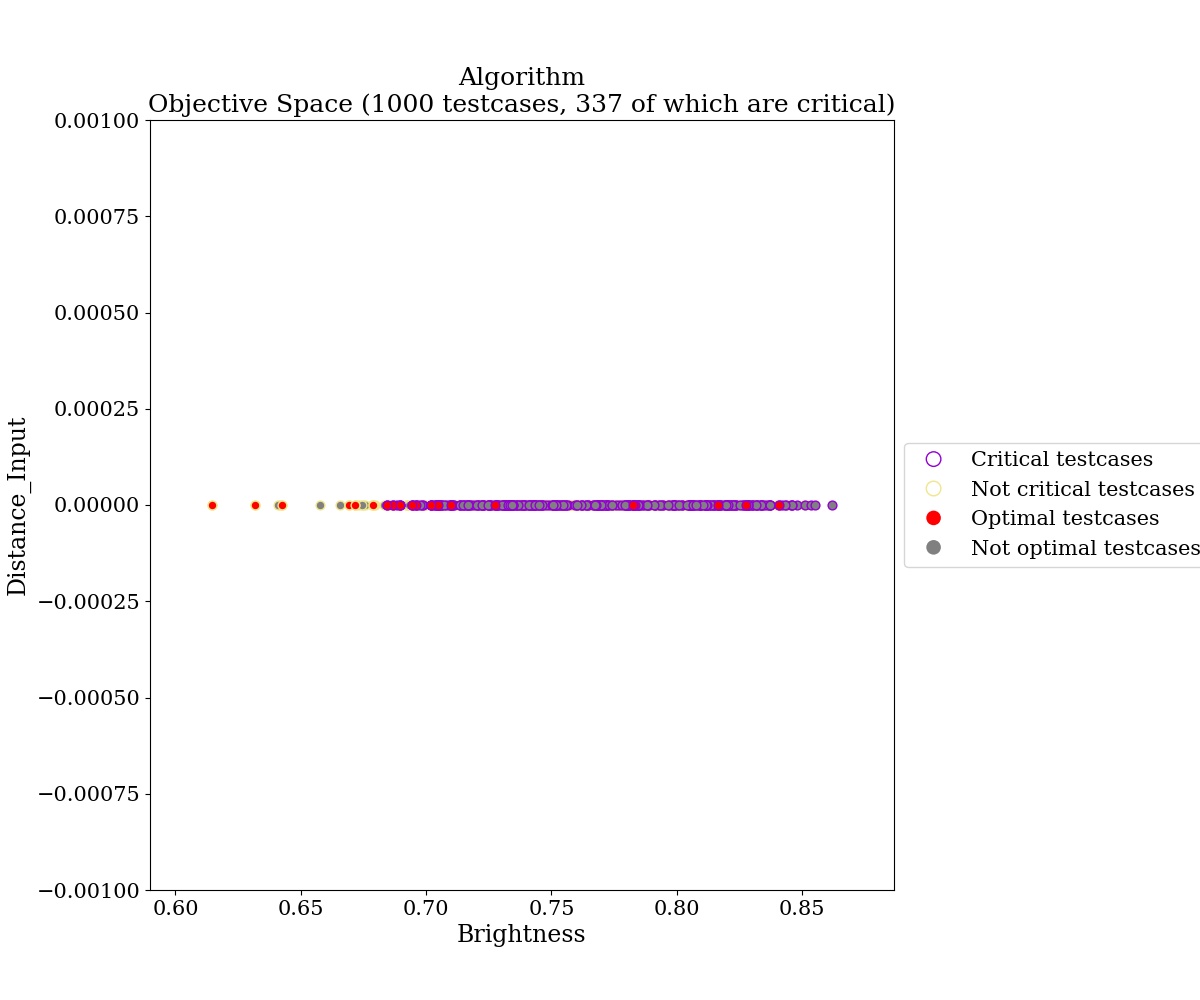 Algorithm
Objective Space (1000 testcases, 337 of which are critical)
0.00100
0.00075
0.00050
0.00025
0.00000
−0.00025
−0.00050
−0.00075
−0.00100
Distance_Input
0.60 0.65 0.70 0.75 0.80 0.85
Brightness
Critical testcases
Not critical testcases
Optimal testcases
Not optimal testcases